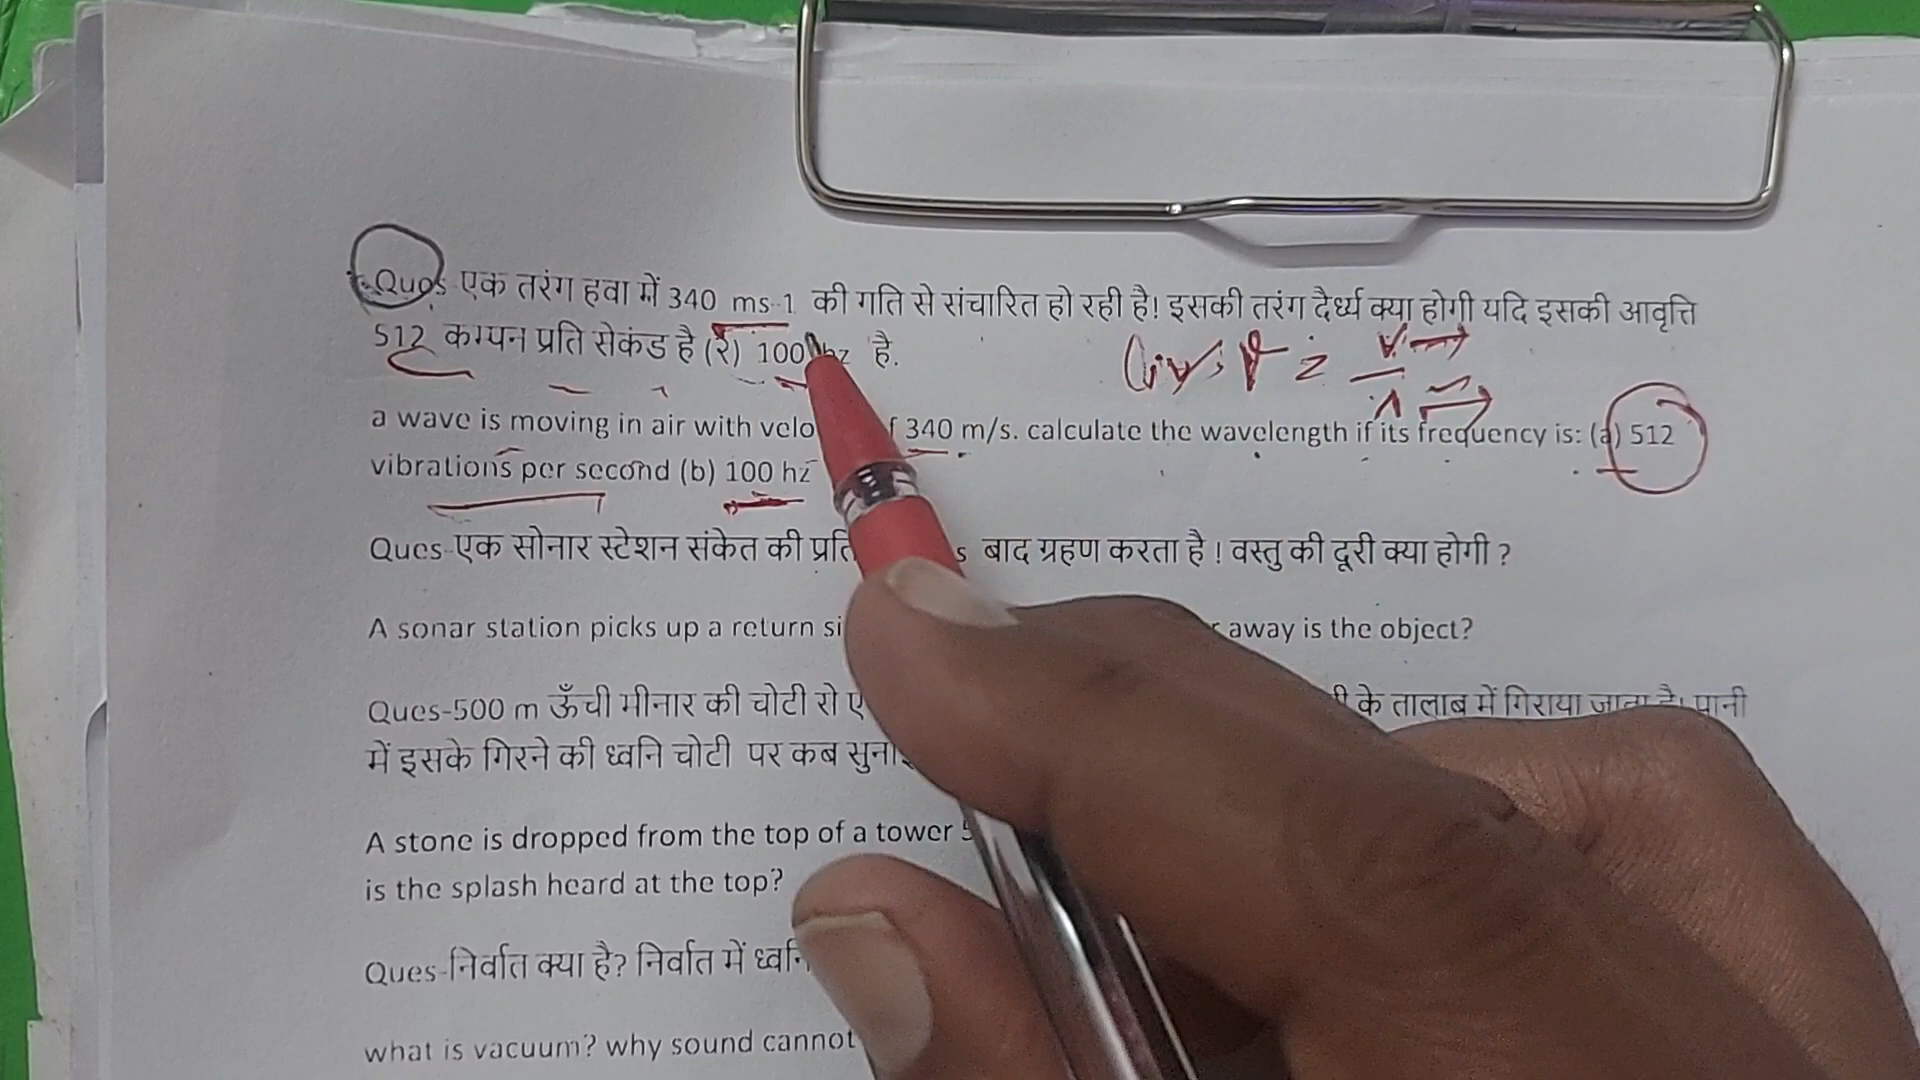 Ques एक तरंग हवा में 340 ms-1 की गति से संचारित हो रही है! इसकी तरंग दैर्ध्य क्या होगी यदि इसकी आवृत्ति
512 कम्पन प्रति सेकंड है (२) 100 hz है.
a wave is moving in air with velo f 340 m/s. calculate the wavelength if its frequency is: (a) 512
vibrations per second (b) 100 hz
Ques-एक सोनार स्टेशन संकेत की प्रति s बाद ग्रहण करता है ! वस्तु की दूरी क्या होगी ?
A sonar station picks up a return si r away is the object?
Ques-500 m ऊँची मीनार की चोटी से ए ी के तालाब में गिराया जाता है। पानी
में इसके गिरने की ध्वनि चोटी पर कब सुनाई
A stone is dropped from the top of a tower 5
is the splash heard at the top?
Ques-निर्वात क्या है? निर्वात में ध्वनि
what is vacuum? why sound cannot